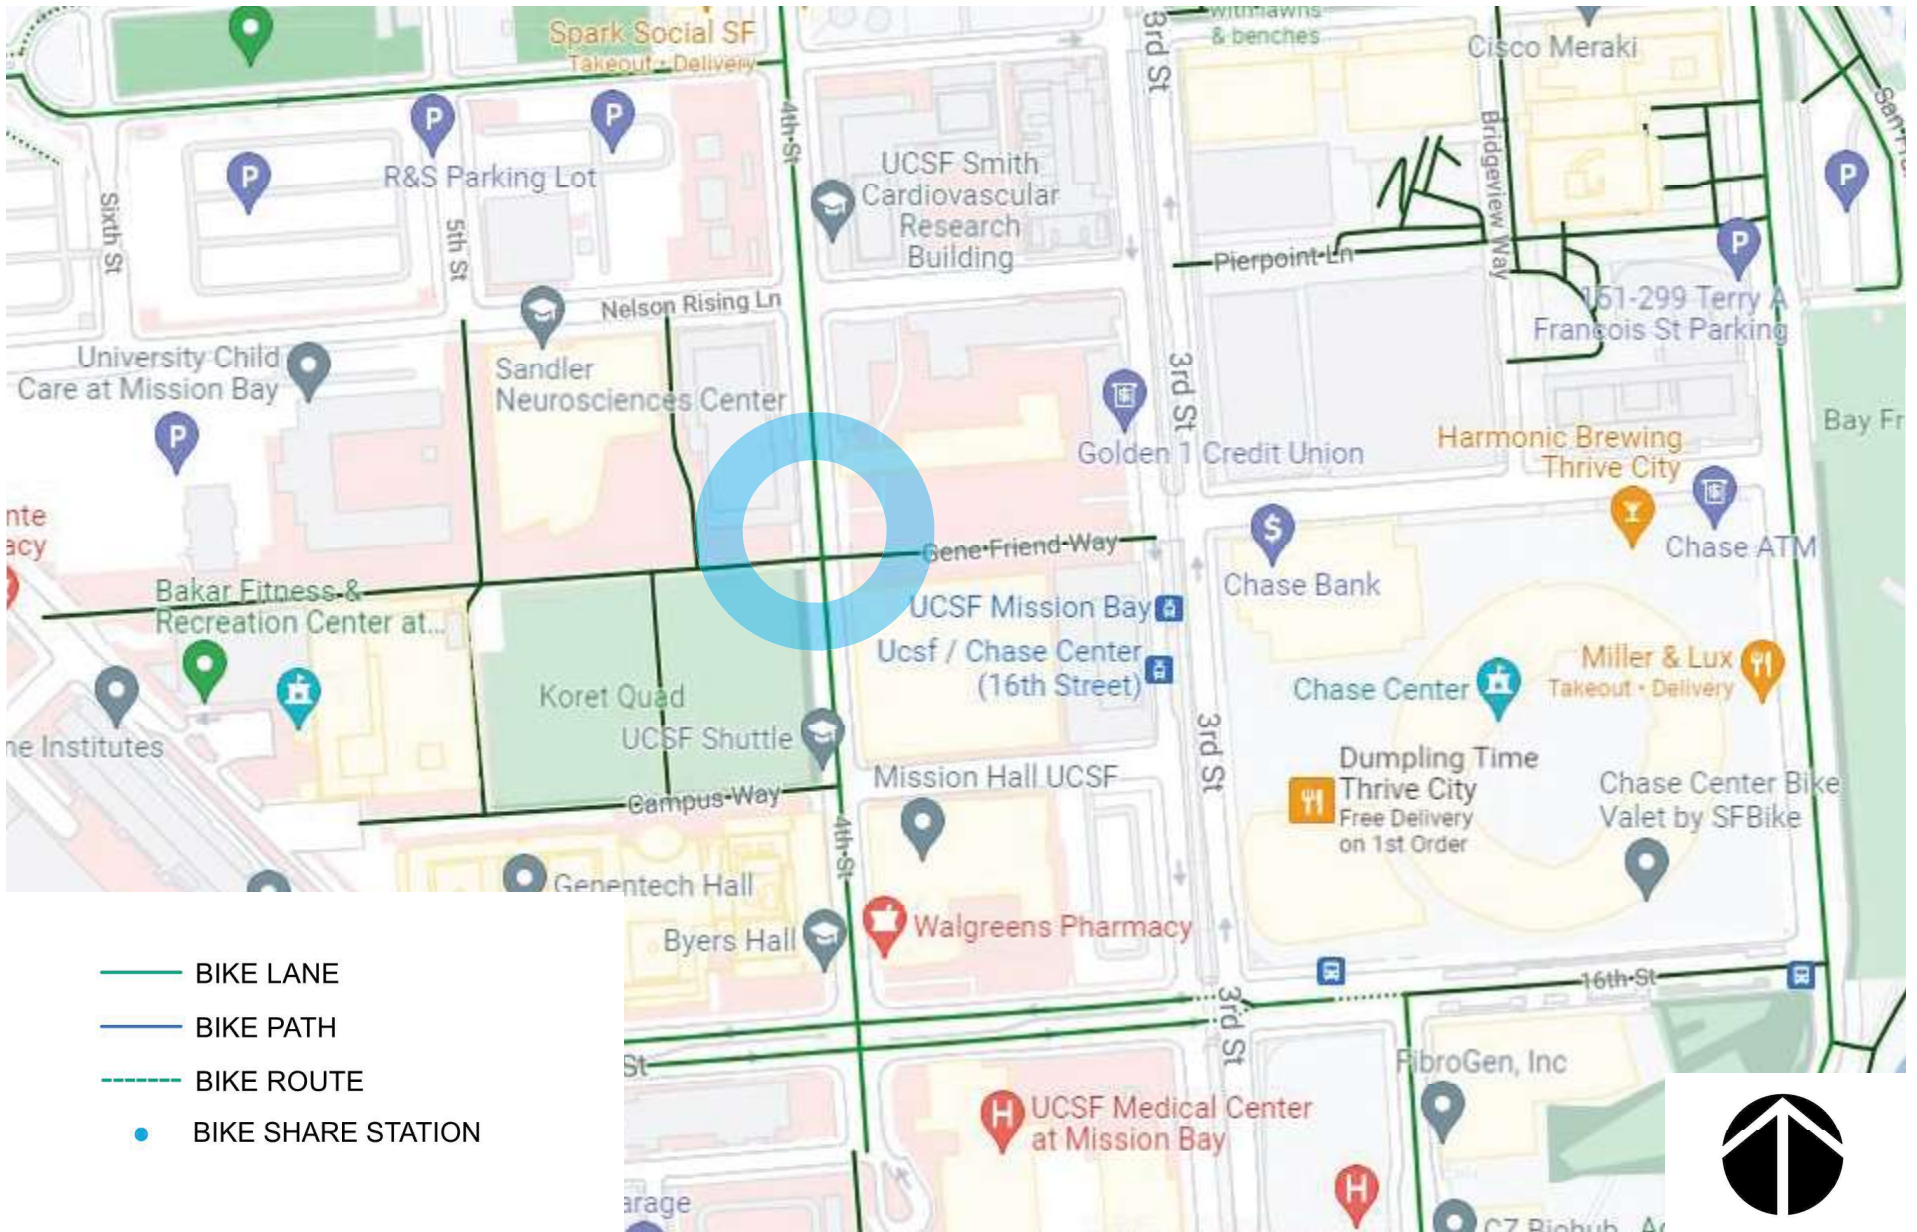 with lawns
& benches
Spark Social SF
Takeout • Delivery
3rd St
Cisco Meraki
4th St
P
P
P
P
R&S Parking Lot
UCSF Smith
Cardiovascular
Research
Building
Bridgeview Way
Sixth St
5th St
Pierpoint Ln
P
Nelson Rising Ln
Francois St Parking
University Child
Care at Mission Bay
Sandler
Neurosciences Center
3rd St
P
Golden 1 Credit Union
Harmonic Brewing
Thrive City
Bay Fr
nte
acy
Gene Friend Way
$
Chase Bank
Chase ATM
Bakar Fitness &
Recreation Center at...
UCSF Mission Bay
Ucsf / Chase Center
(16th Street)
Miller & Lux
Takeout • Delivery
Chase Center
Koret Quad
UCSF Shuttle
ne Institutes
3rd St
Dumpling Time
Thrive City
Free Delivery
on 1st Order
Mission Hall UCSF
Campus Way
4th St
Chase Center Bike
Valet by SFBike
Genentech Hall
Byers Hall
Walgreens Pharmacy
16th St
3rd St
St
FibroGen, Inc
H
UCSF Medical Center
at Mission Bay
H
arage
CZ Biohub
BIKE LANE
BIKE PATH
BIKE ROUTE
BIKE SHARE STATION